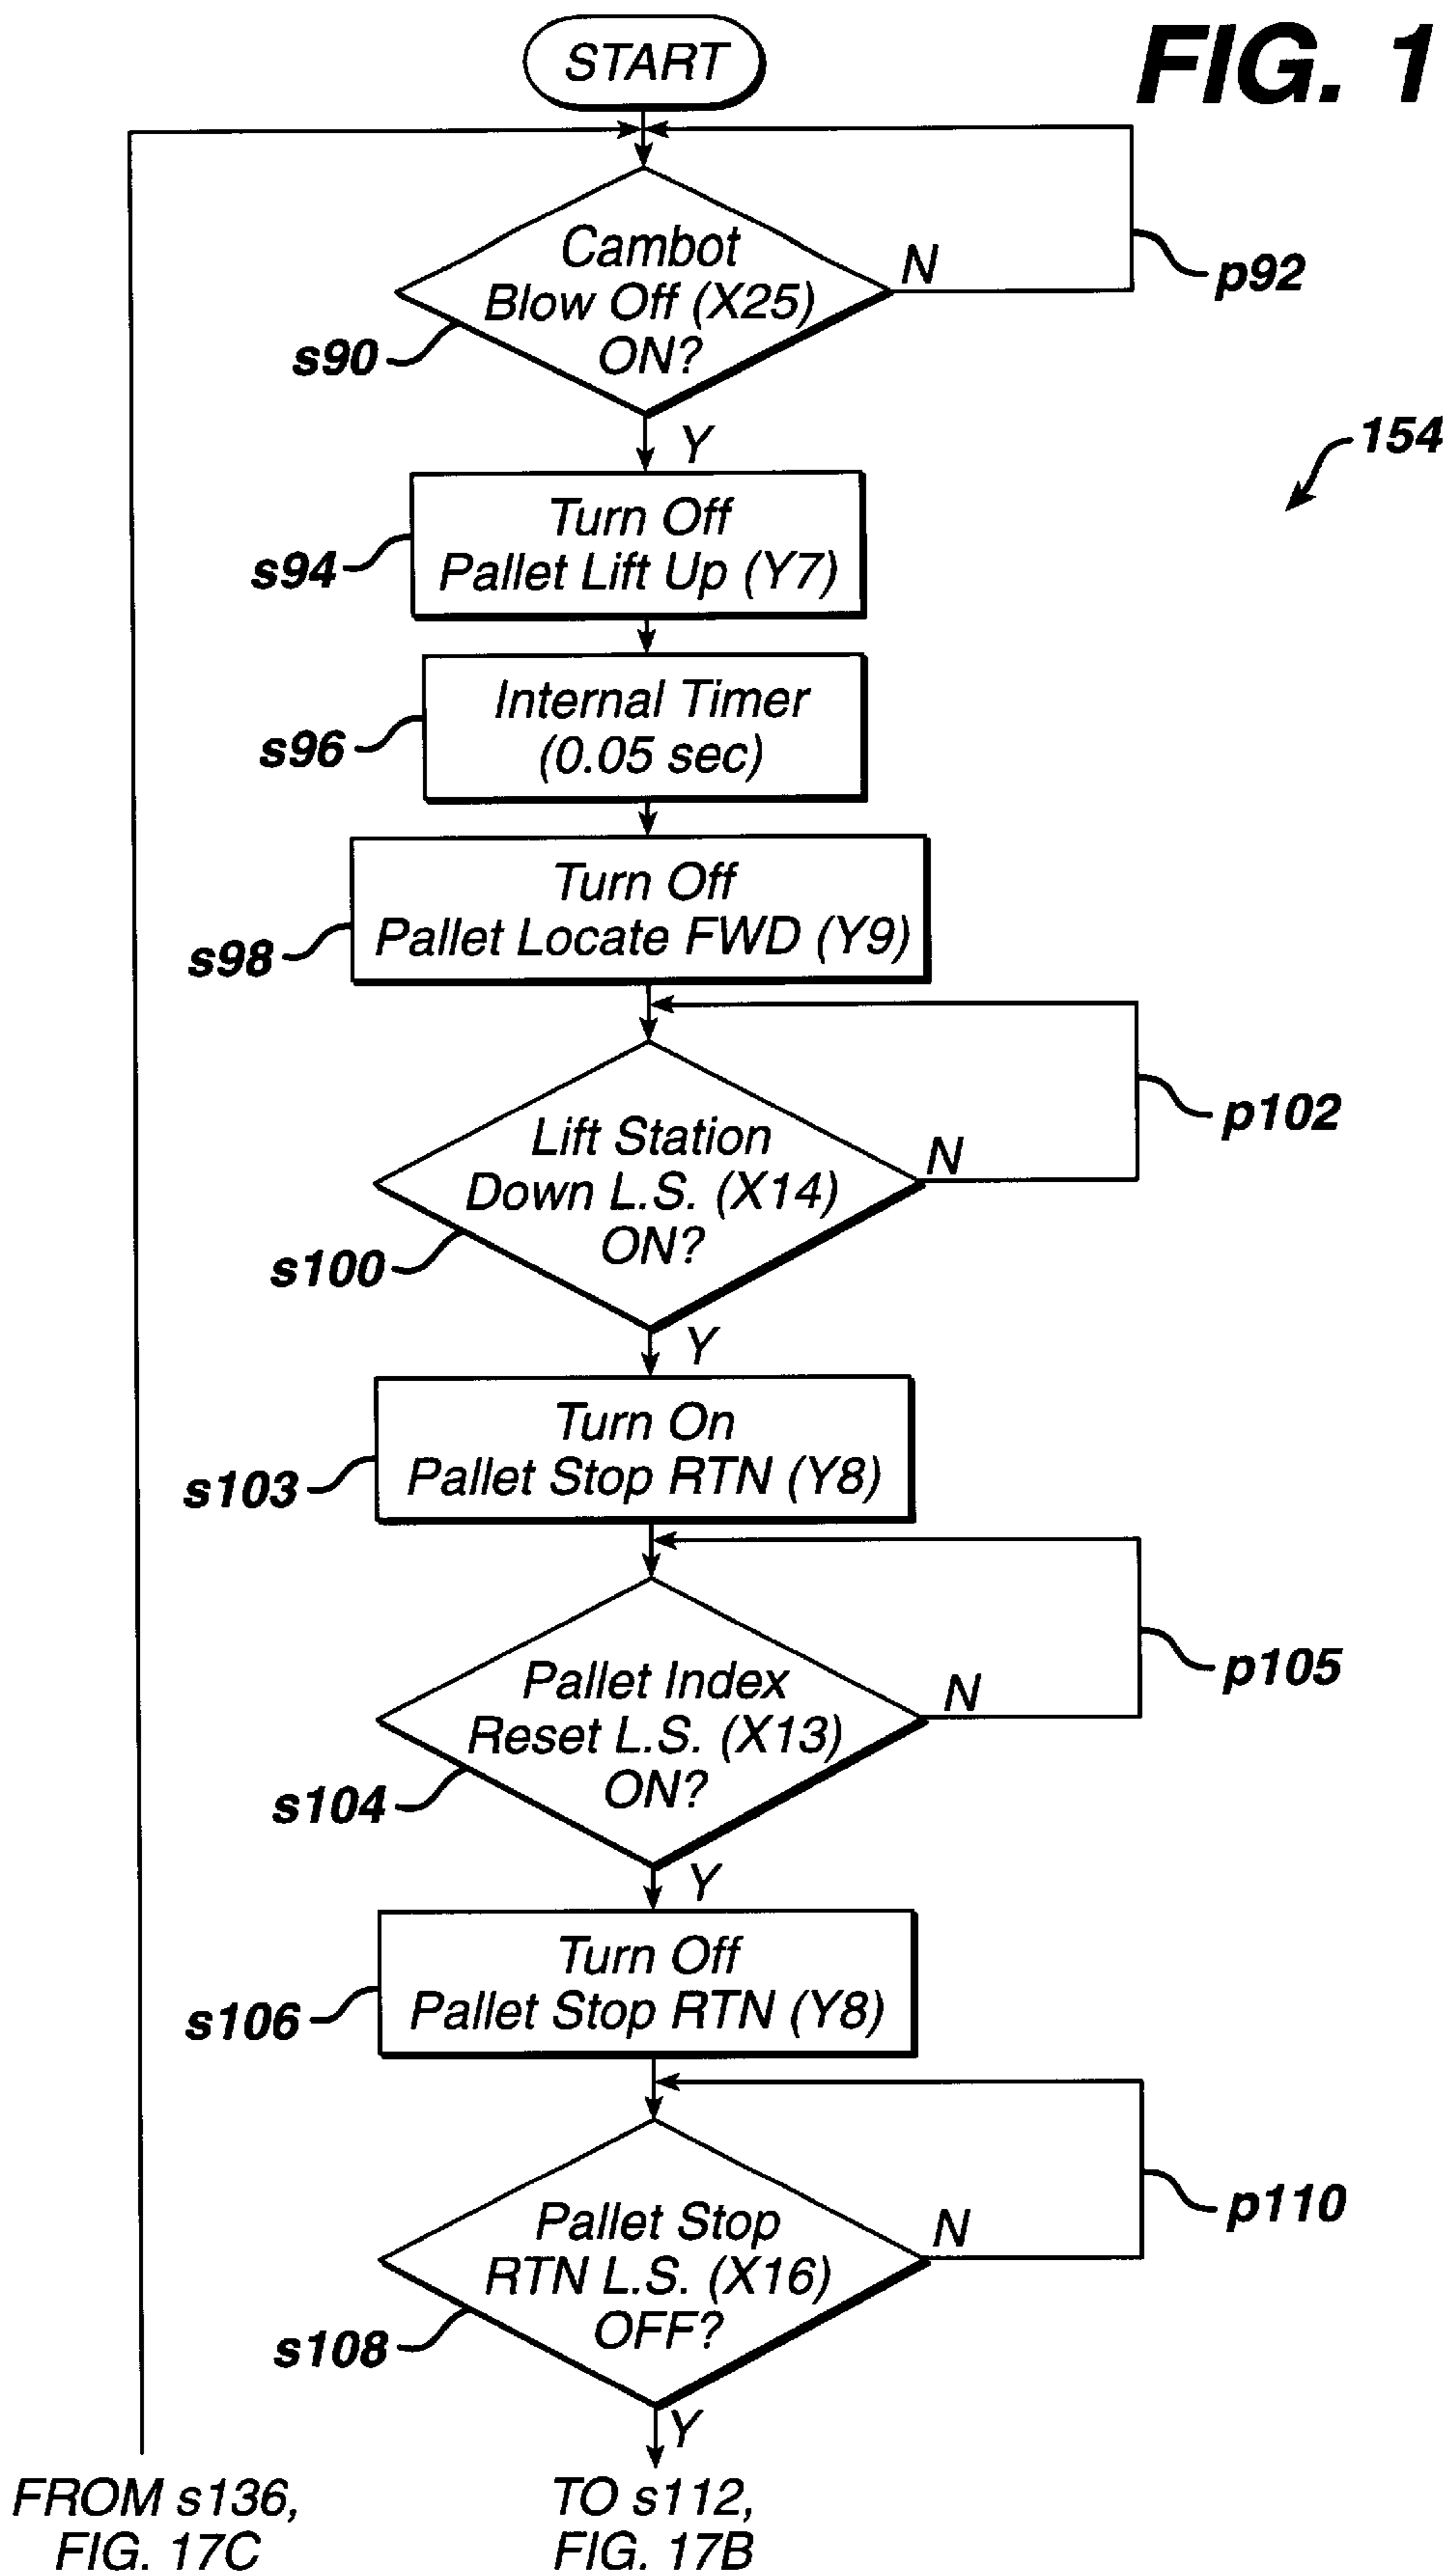 START
FIG. 1
Cambot
Blow Off (X25)
ON?
N
p92
s90
Y
154
Turn Off
Pallet Lift Up (Y7)
s94
Internal Timer
(0.05 sec)
s96
Turn Off
Pallet Locate FWD (Y9)
s98
Lift Station
Down L.S. (X14)
ON?
N
p102
s100
Y
Turn On
Pallet Stop RTN (Y8)
s103
Pallet Index
Reset L.S. (X13)
ON?
N
p105
s104
Y
Turn Off
Pallet Stop RTN (Y8)
s106
Pallet Stop
RTN L.S. (X16)
OFF?
N
p110
s108
Y
FROM s136,
FIG. 17C
TO s112,
FIG. 17B